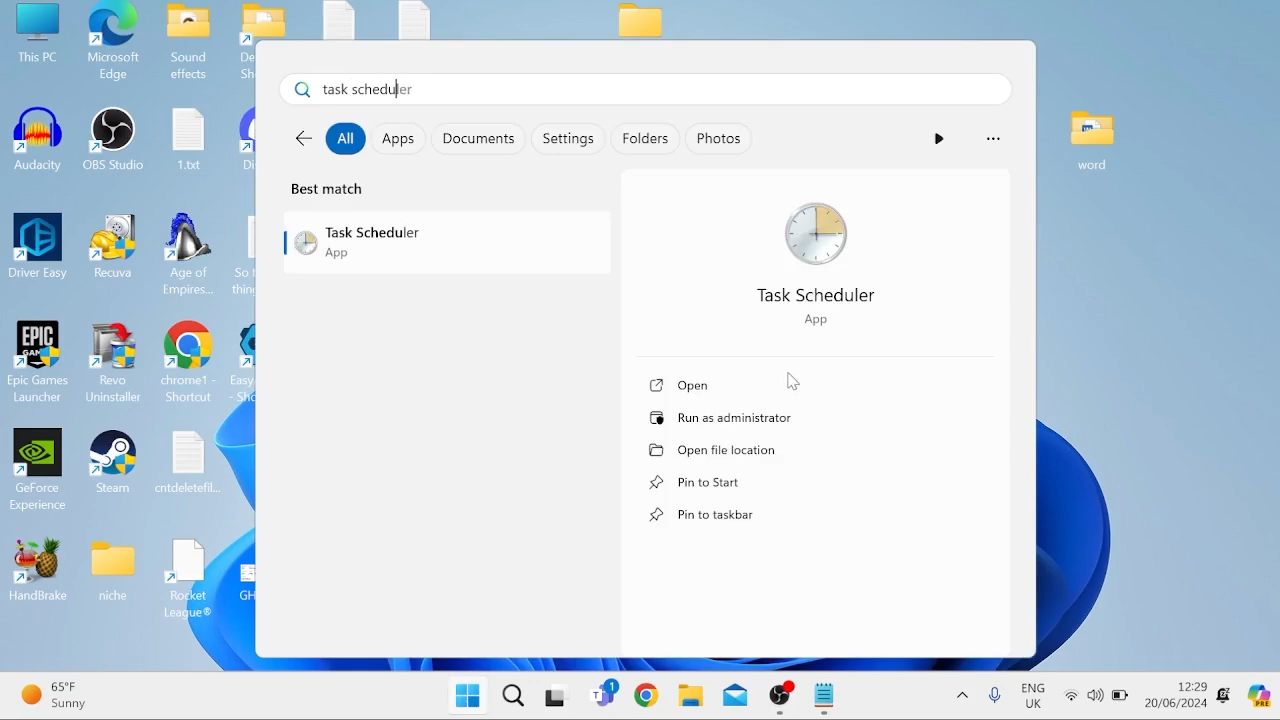 This PC
Microsoft
Edge
Sound
effects
De
Sh
task scheduler
All
Apps
Documents
Settings
Folders
Photos
Audacity
OBS Studio
1.txt
Di
word
Best match
Task Scheduler
App
Task Scheduler
App
Driver Easy
Recuva
Age of
Empires...
So t
thing
Open
Run as administrator
Open file location
Pin to Start
Pin to taskbar
EPIC
Epic Games
Launcher
Revo
Uninstaller
chrome1 -
Shortcut
Easy
- Sho
GeForce
Experience
Steam
cntdeletefil...
HandBrake
niche
Rocket
League®
GH
65°F
Sunny
1
ENG
UK
12:29
20/06/2024
PRE